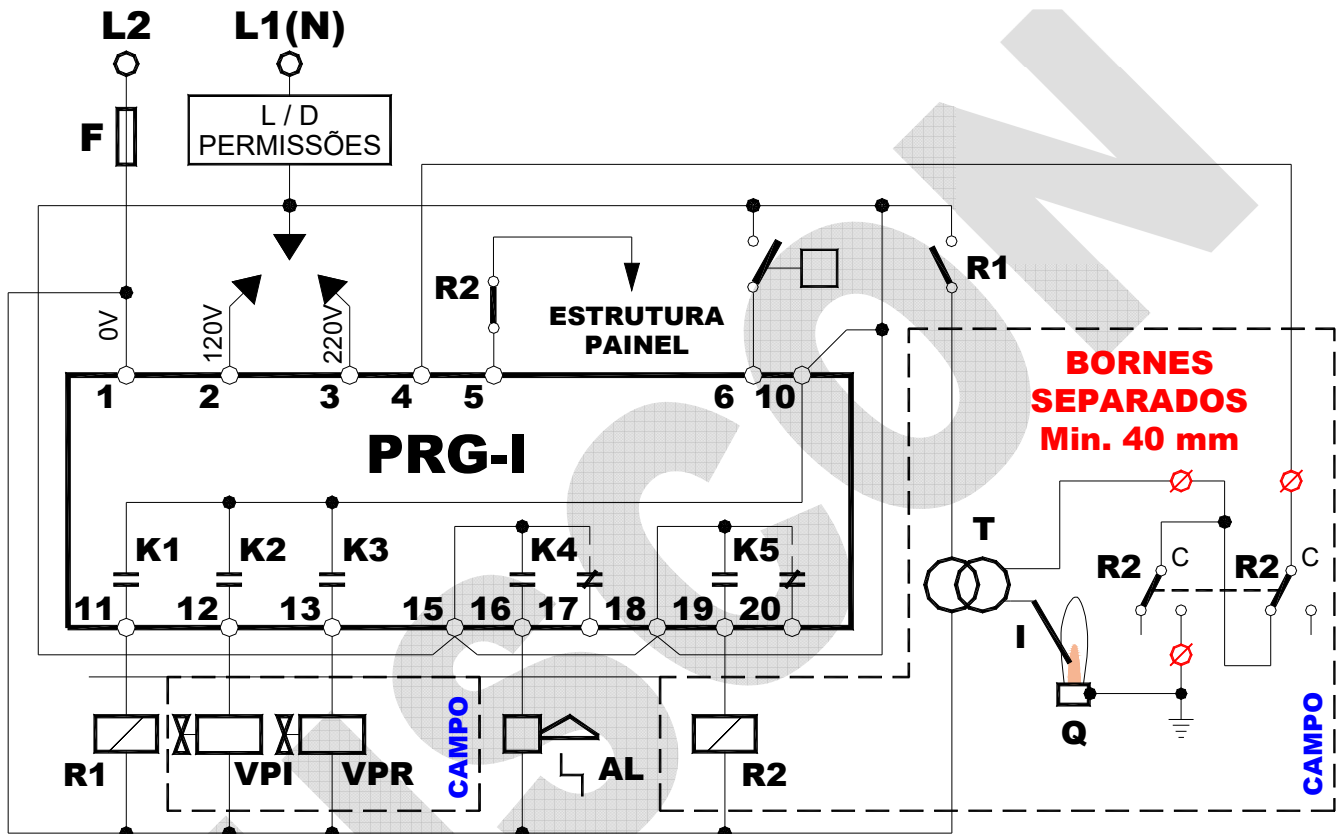 L2
L1(N)
F
L / D
PERMISSÕES
R2
ESTRUTURA
PAINEL
R1
0V
120V
220V
1
2
3
4
5
6
10
PRG-I
BORNES
SEPARADOS
Min. 40 mm
K1
K2
K3
K4
K5
T
R2
C
R2
C
11
12
13
15
16
17
18
19
20
I
Q
R1
VPI
VPR
CAMPO
AL
R2
CAMPO